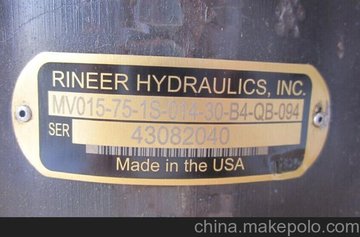 RINEER HYDRAULICS, INC.
MV015-75-1S-014-30-B4-QB-094
SER
43082040
Made in the USA
china.makepolo.com